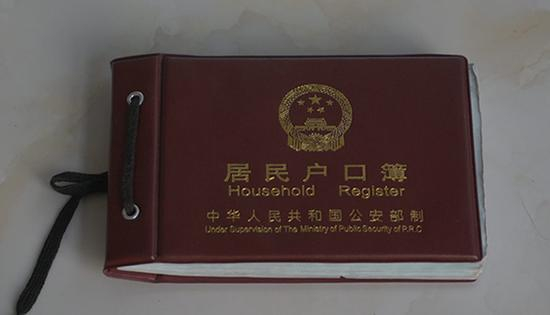 居民户口簿
Household Register
中华人民共和国公安部制
Under Supervision of The Ministry of Public Security of P.R.C